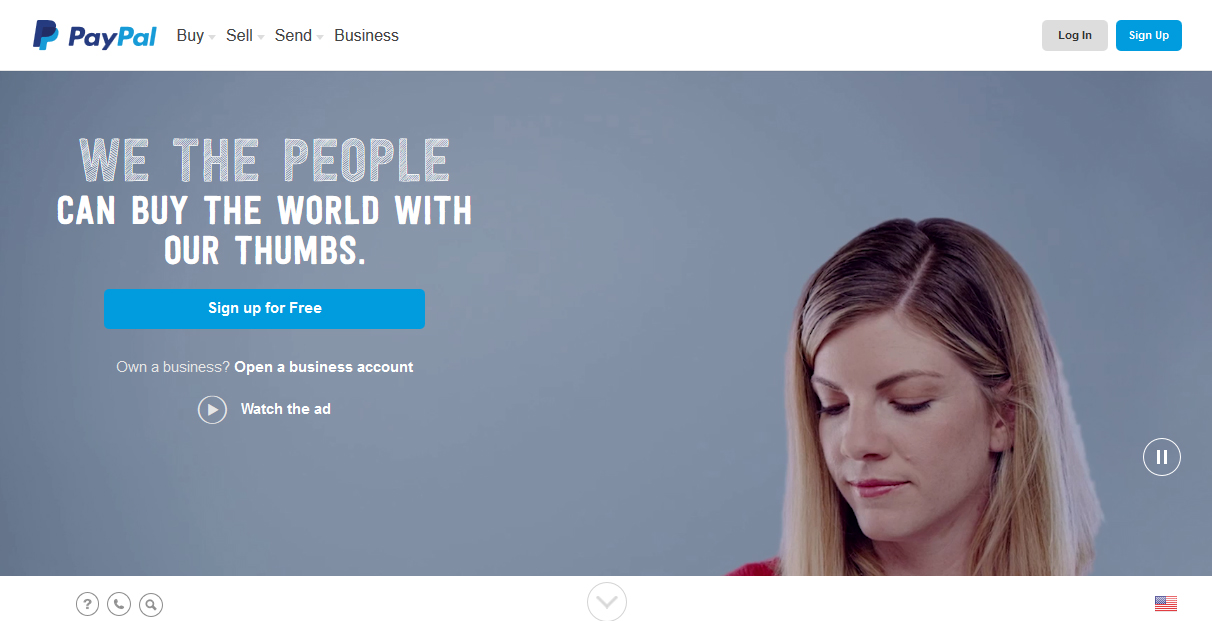 PayPal Buy Sell Send Business Log In Sign Up
WE THE PEOPLE
CAN BUY THE WORLD WITH
OUR THUMBS.
Sign up for Free
Own a business? Open a business account
Watch the ad
?